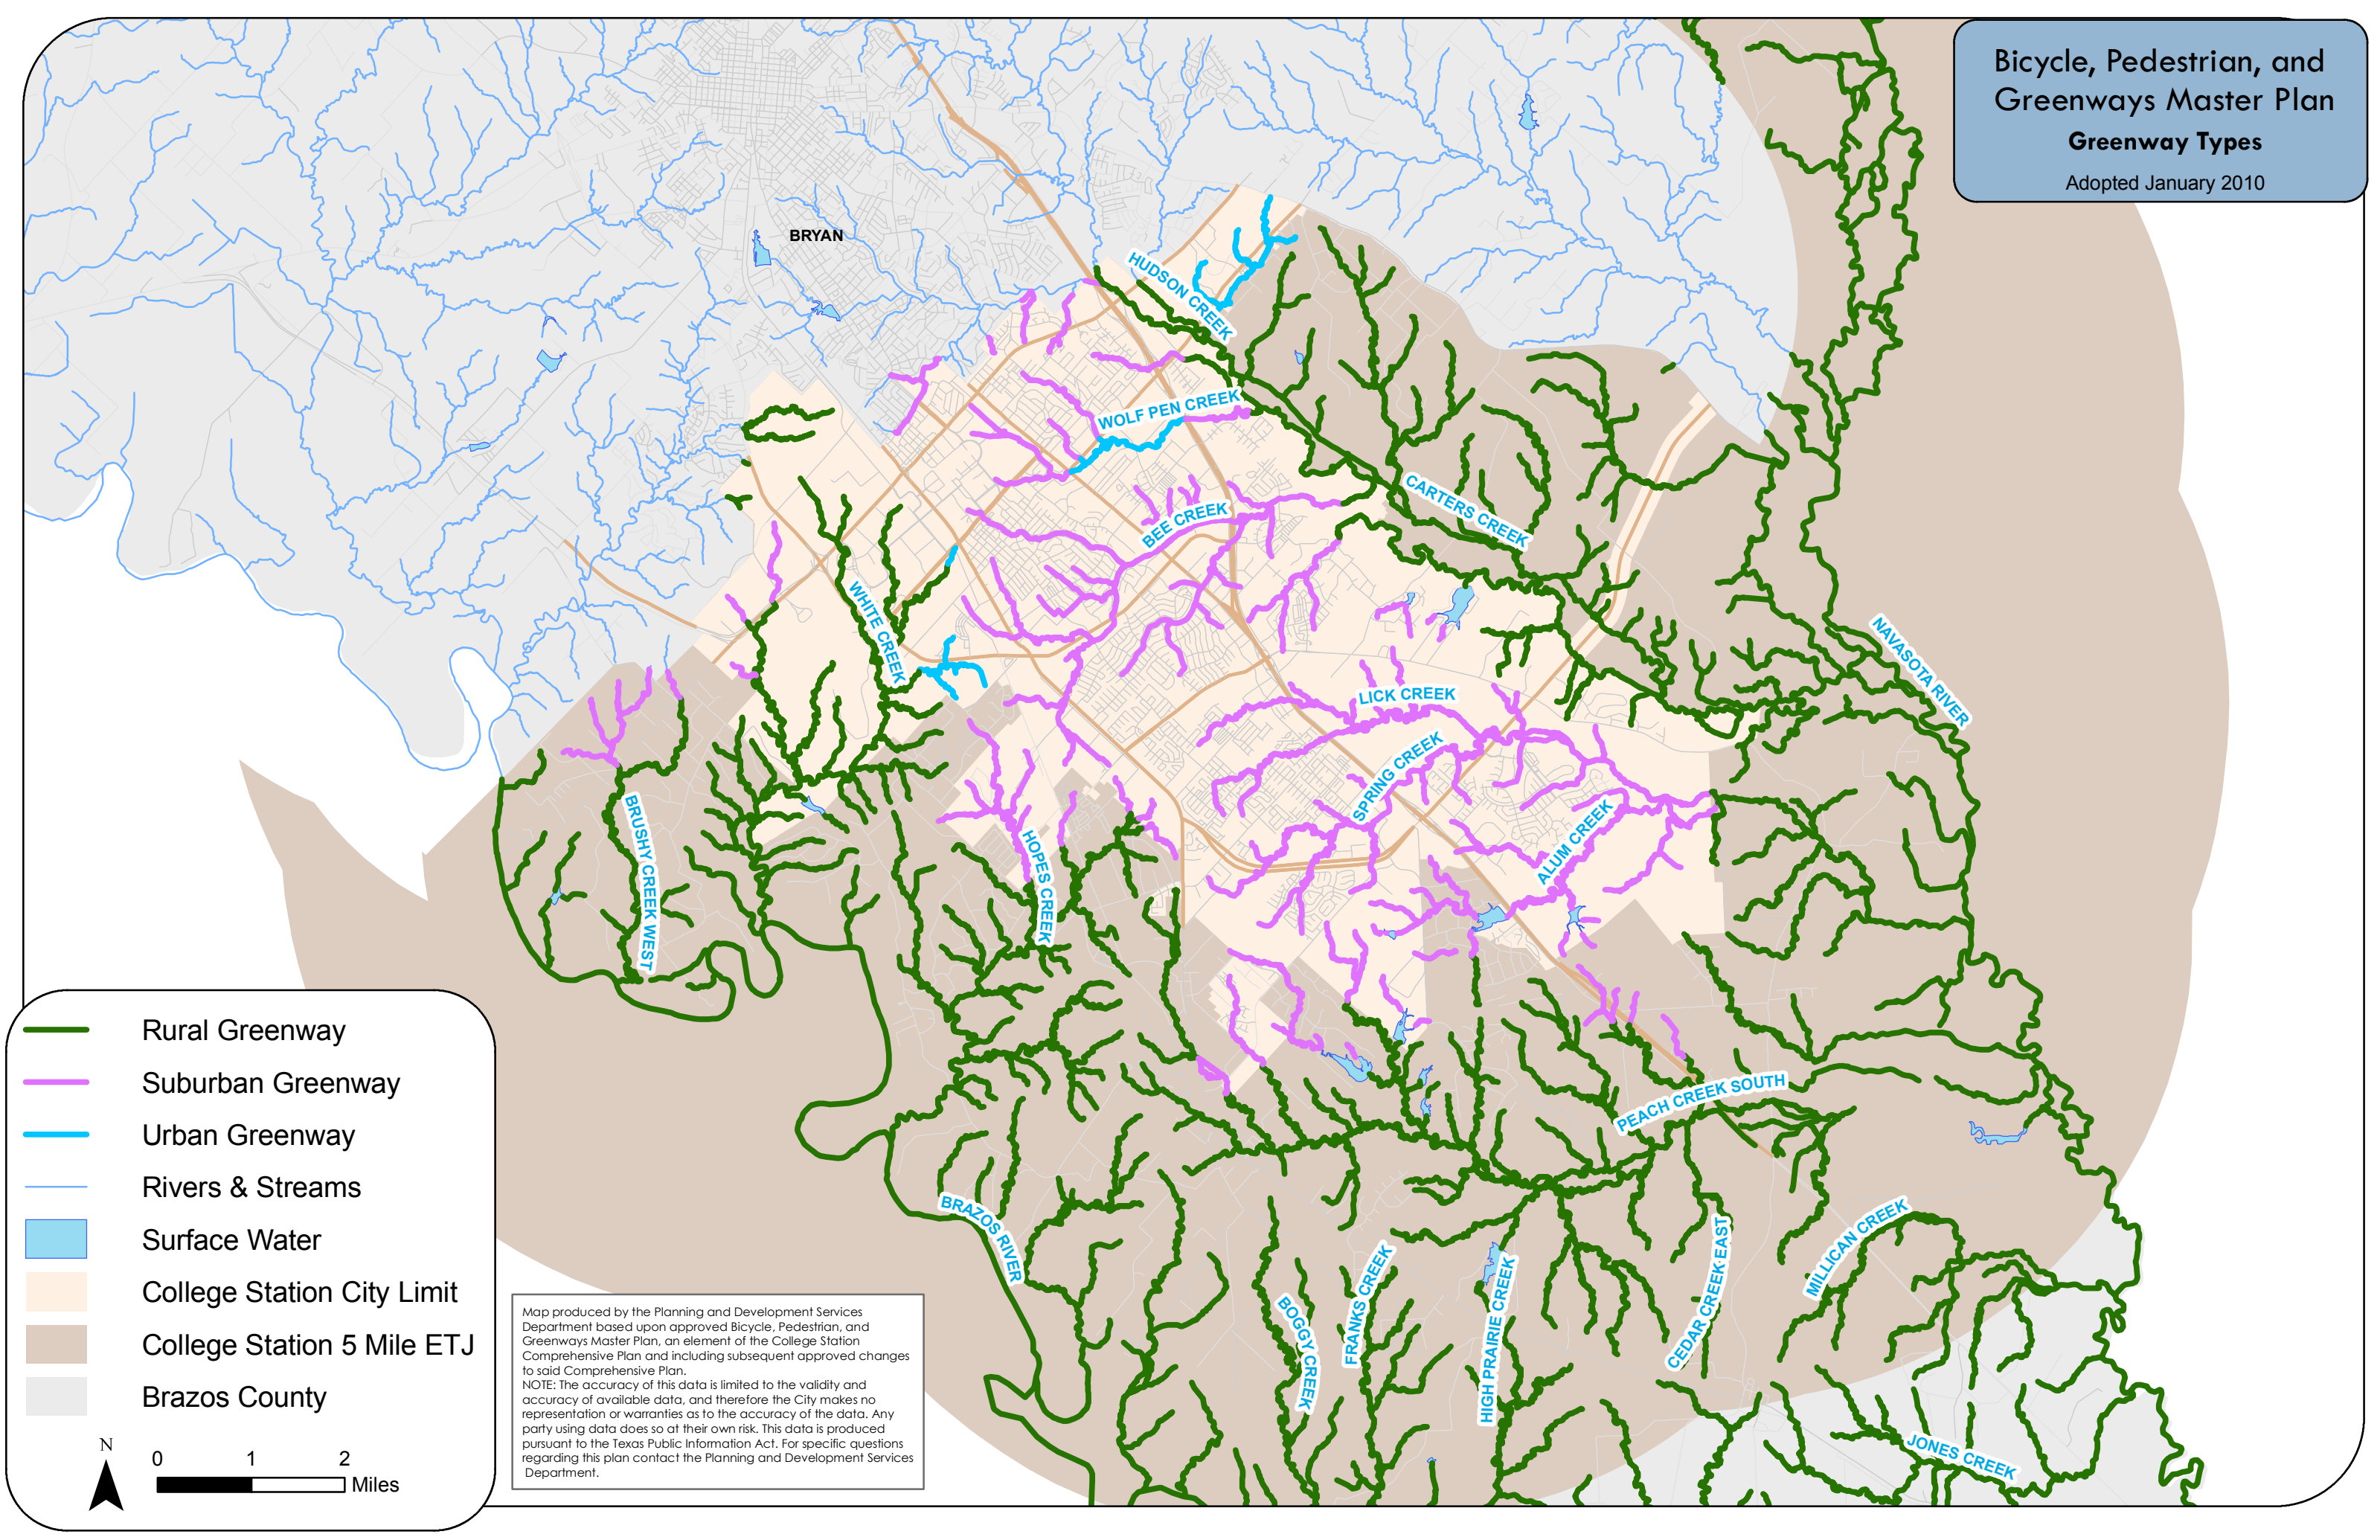 Bicycle, Pedestrian, and
Greenways Master Plan
Greenway Types
Adopted January 2010
BRYAN
HUDSON CREEK
WOLF PEN CREEK
CARTERS CREEK
BEE CREEK
WHITE CREEK
NAVASOTA RIVER
LICK CREEK
SPRING CREEK
BRUSHY CREEK WEST
HOPES CREEK
ALUM CREEK
PEACH CREEK SOUTH
BRAZOS RIVER
BOGGY CREEK
FRANKS CREEK
HIGH PRAIRIE CREEK
CEDAR CREEK EAST
MILLICAN CREEK
JONES CREEK
Rural Greenway
Suburban Greenway
Urban Greenway
Rivers & Streams
Surface Water
College Station City Limit
College Station 5 Mile ETJ
Brazos County
N
0 1 2
Miles
Map produced by the Planning and Development Services
Department based upon approved Bicycle, Pedestrian, and
Greenways Master Plan, an element of the College Station
Comprehensive Plan and including subsequent approved changes
to said Comprehensive Plan.
NOTE: The accuracy of this data is limited to the validity and
accuracy of available data, and therefore the City makes no
representation or warranties as to the accuracy of the data. Any
party using data does so at their own risk. This data is produced
pursuant to the Texas Public Information Act. For specific questions
regarding this plan contact the Planning and Development Services
Department.